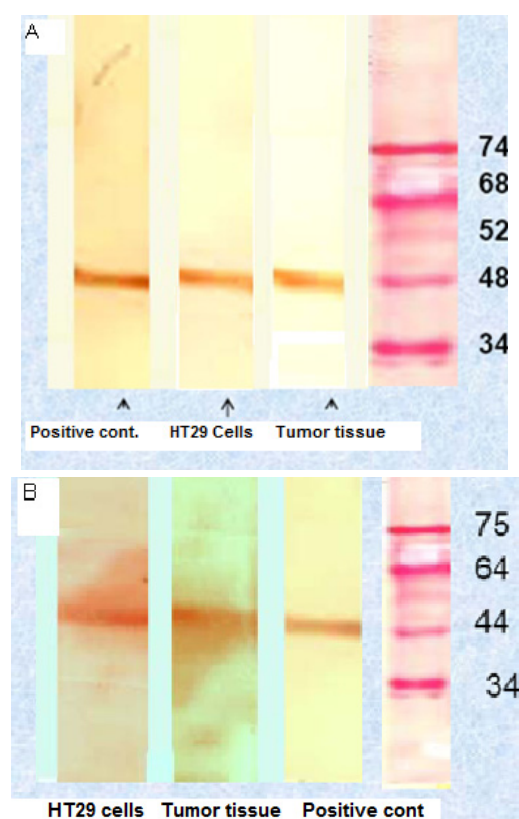 A
74
68
52
48
34
Positive cont. HT29 Cells Tumor tissue
B
75
64
44
34
HT29 cells Tumor tissue Positive cont